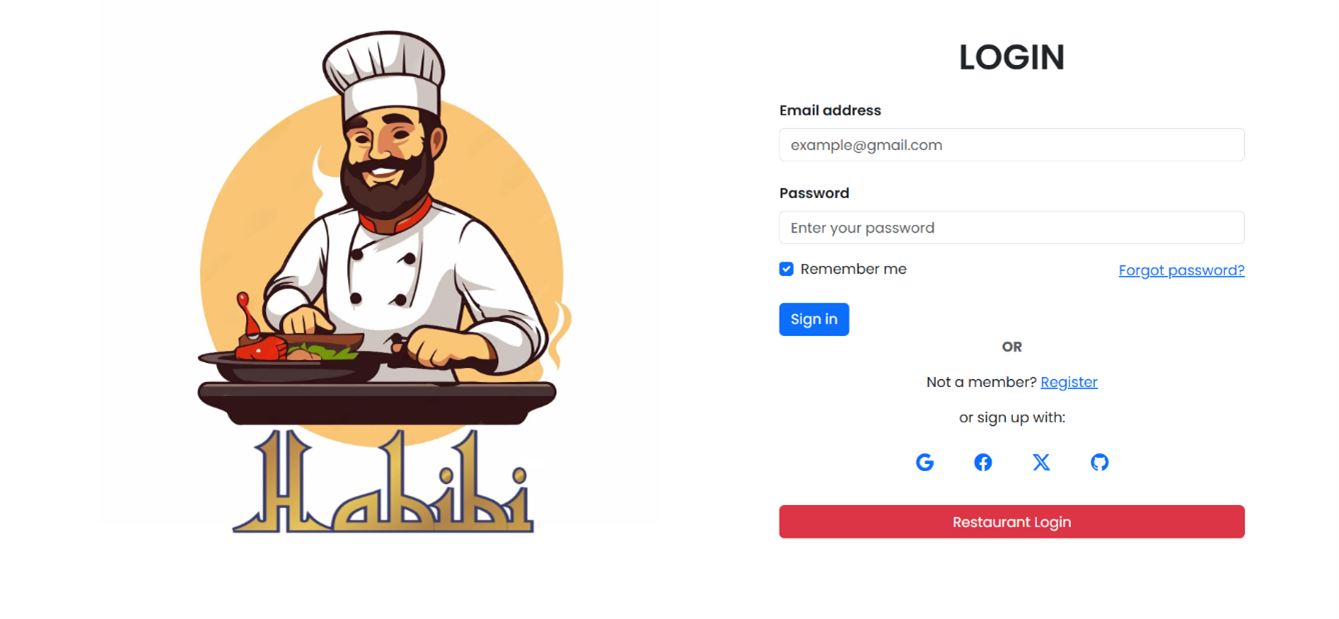 Habibi
LOGIN
Email address
example@gmail.com
Password
Enter your password
Remember me
Forgot password?
Sign in
OR
Not a member? Register
or sign up with:
Restaurant Login